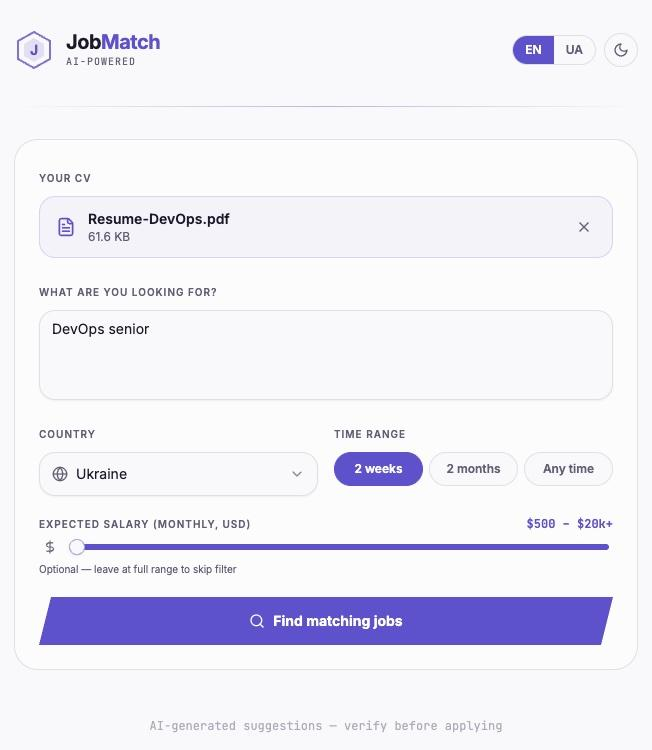 J
JobMatch
AI-POWERED
EN
UA
YOUR CV
Resume-DevOps.pdf
61.6 KB
WHAT ARE YOU LOOKING FOR?
DevOps senior
COUNTRY
Ukraine
TIME RANGE
2 weeks
2 months
Any time
EXPECTED SALARY (MONTHLY, USD)
$500 – $20k+
$
Optional — leave at full range to skip filter
Find matching jobs
AI-generated suggestions — verify before applying